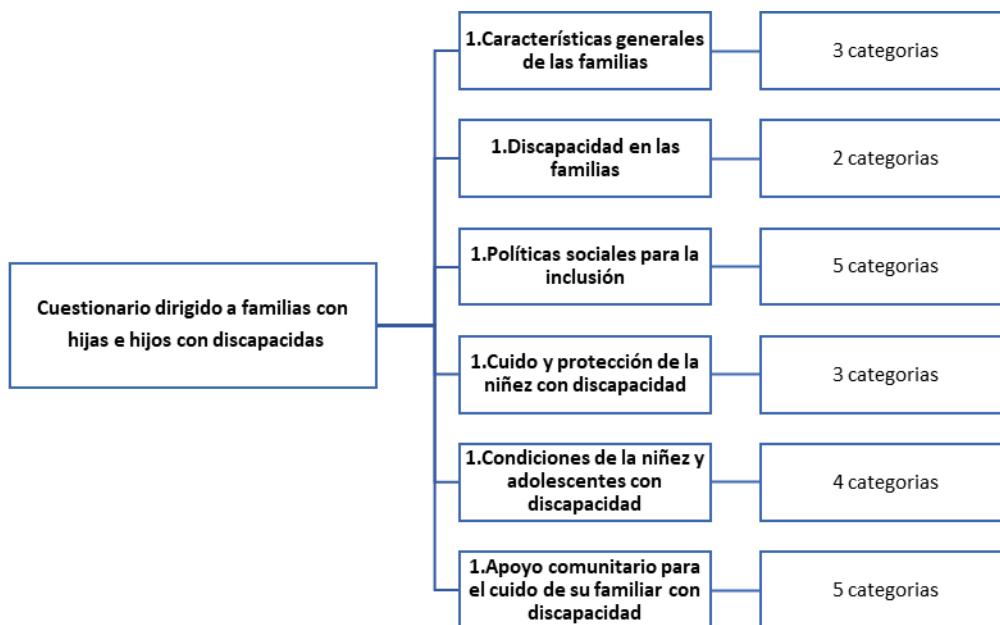 1.Características generales
de las familias
3 categorias
1.Discapacidad en las
familias
2 categorias
1.Políticas sociales para la
inclusión
5 categorias
Cuestionario dirigido a familias con
hijas e hijos con discapacidas
1.Cuido y protección de la
niñez con discapacidad
3 categorias
1.Condiciones de la niñez y
adolescentes con
discapacidad
4 categorias
1.Apoyo comunitario para
el cuido de su familiar con
discapacidad
5 categorias